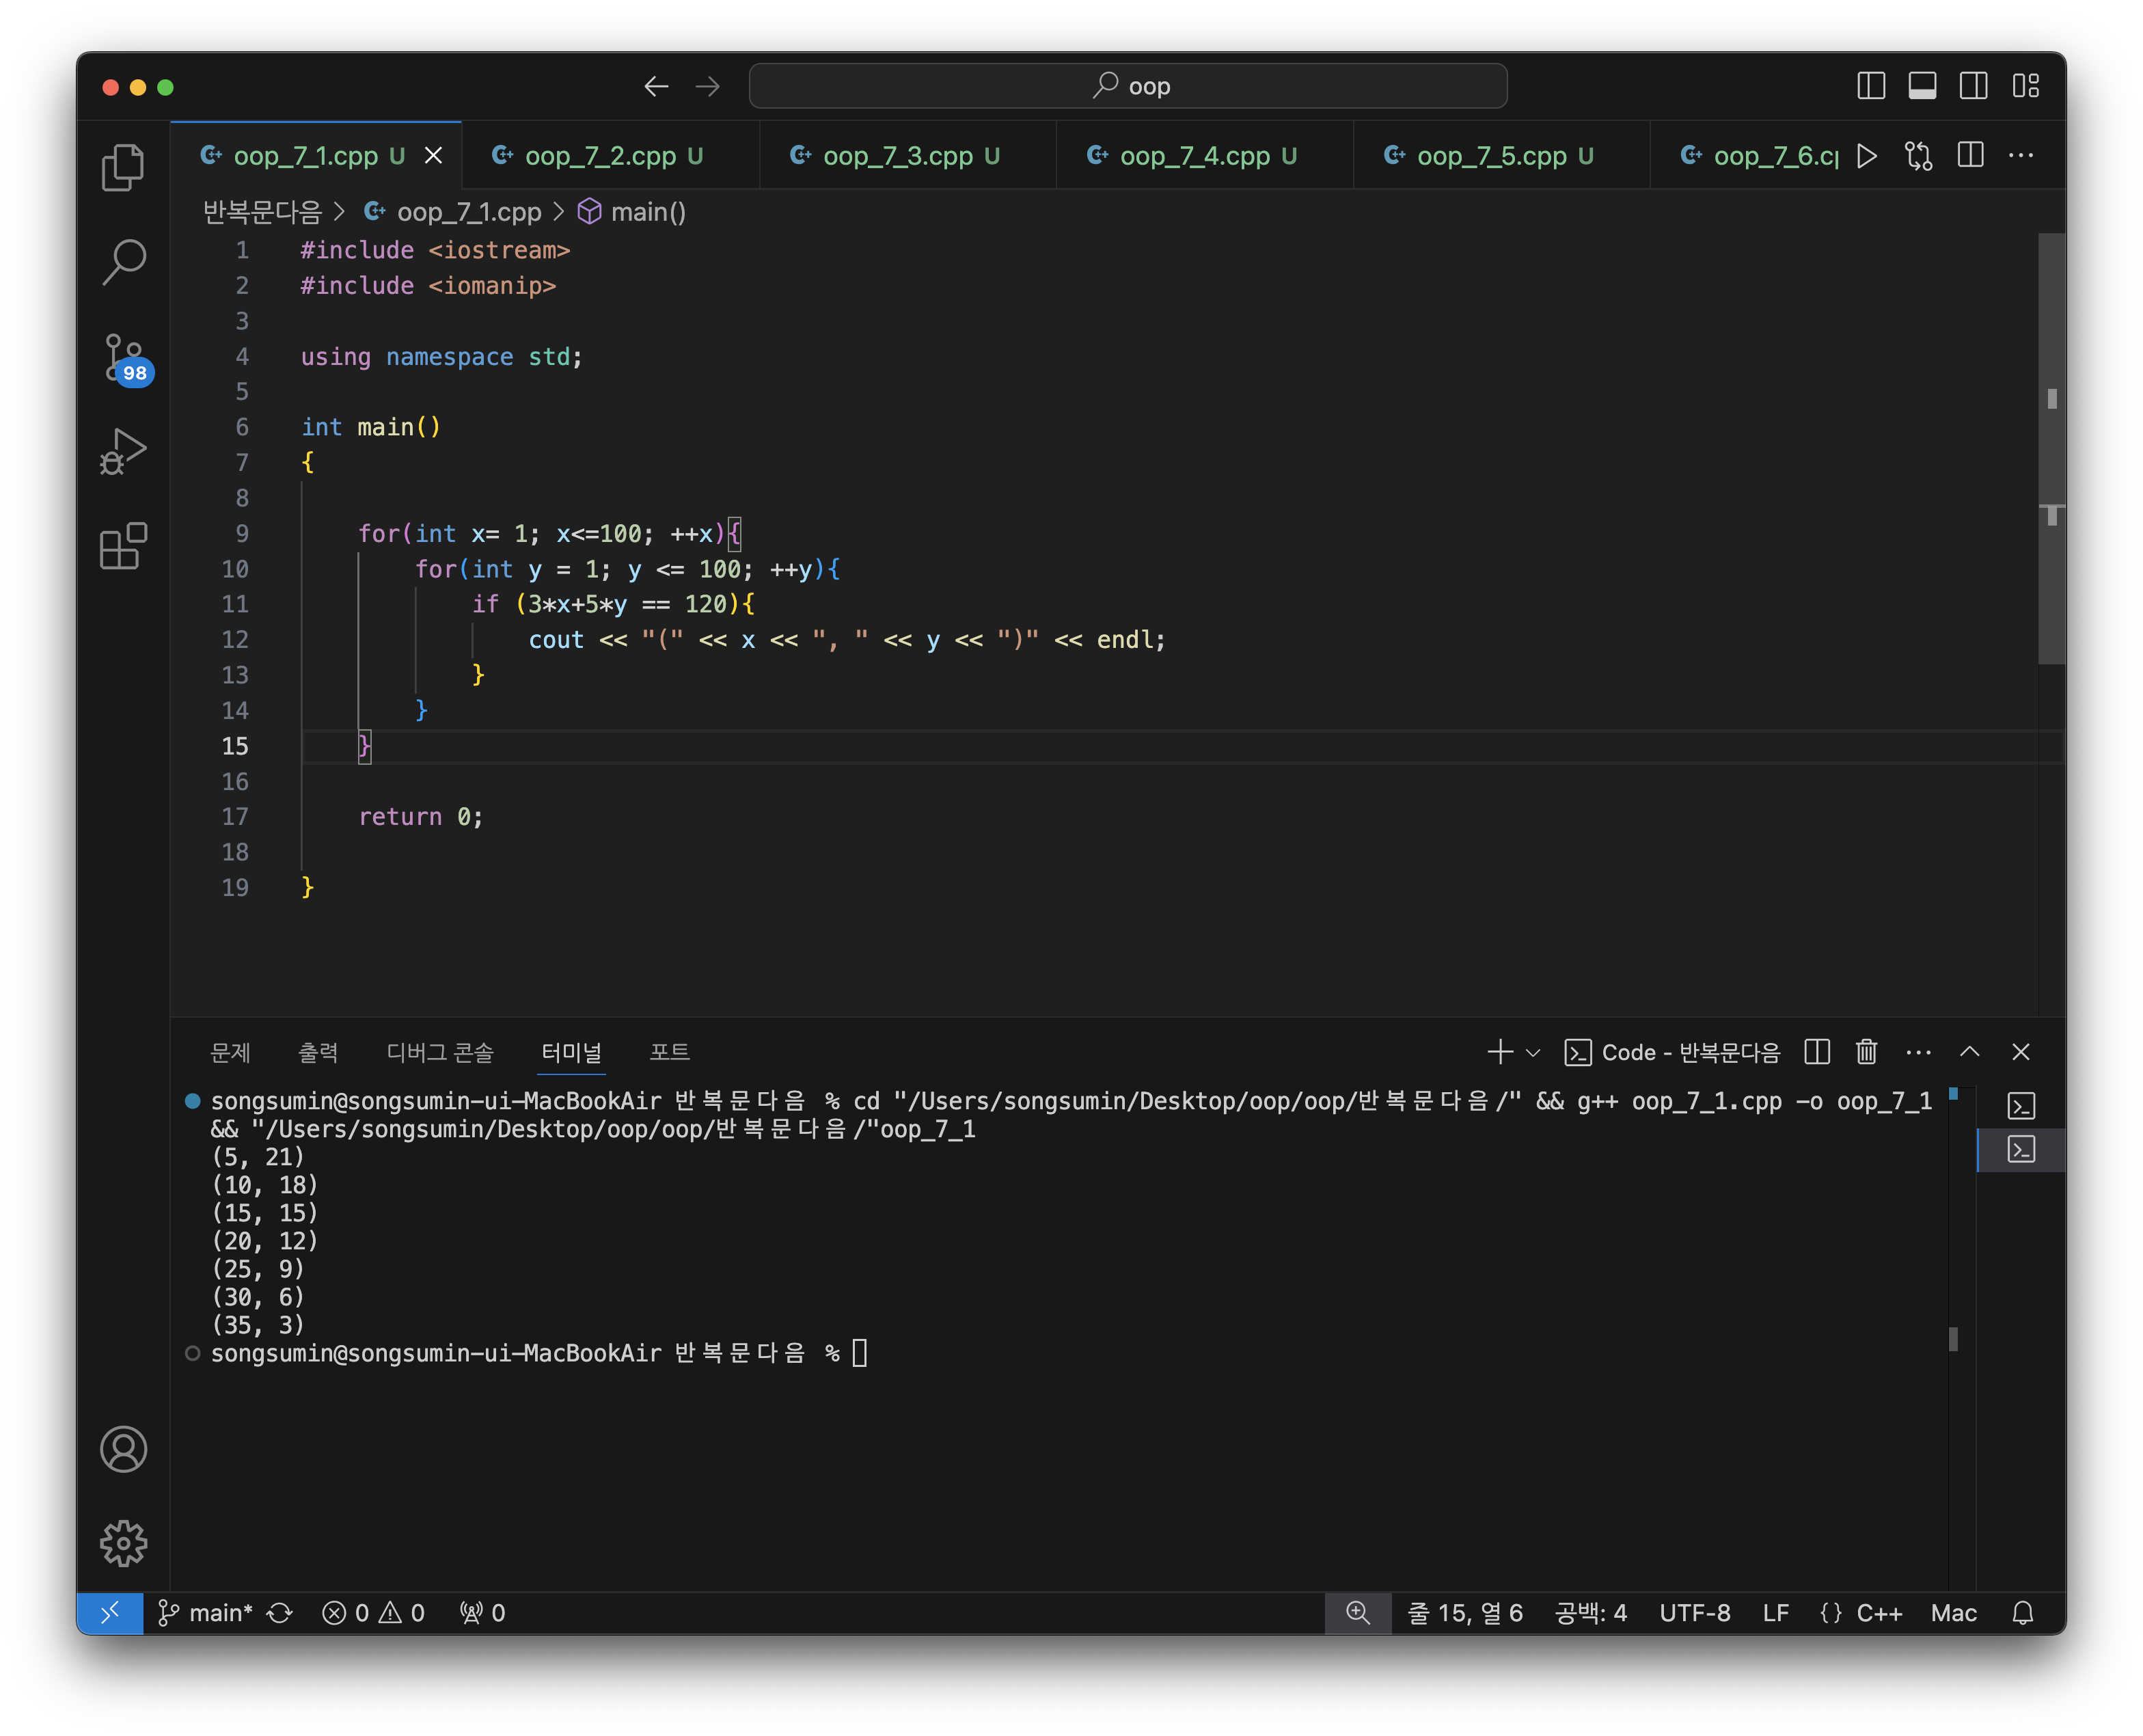 oop
oop_7_1.cpp U
oop_7_2.cpp U
oop_7_3.cpp U
oop_7_4.cpp U
oop_7_5.cpp U
oop_7_6.cp
반복문다음 > oop_7_1.cpp > main()
1 #include <iostream>
2 #include <iomanip>
3
4 using namespace std;
5
6 int main()
7 {
8
9 for(int x= 1; x<=100; ++x){
10 for(int y = 1; y <= 100; ++y){
11 if (3*x+5*y == 120){
12 cout << "(" << x << ", " << y << ")" << endl;
13 }
14 }
15 }
16
17 return 0;
18
19 }
98
문제 출력 디버그 콘솔 터미널 포트
Code - 반복문다음
songsumin@songsumin-ui-MacBookAir 반복문다음 % cd "/Users/songsumin/Desktop/oop/oop/반복문다음/" && g++ oop_7_1.cpp -o oop_7_1
&& "/Users/songsumin/Desktop/oop/oop/반복문다음/"oop_7_1
(5, 21)
(10, 18)
(15, 15)
(20, 12)
(25, 9)
(30, 6)
(35, 3)
songsumin@songsumin-ui-MacBookAir 반복문다음 %
main* 0 0 0
줄 15, 열 6 공백: 4 UTF-8 LF {} C++ Mac